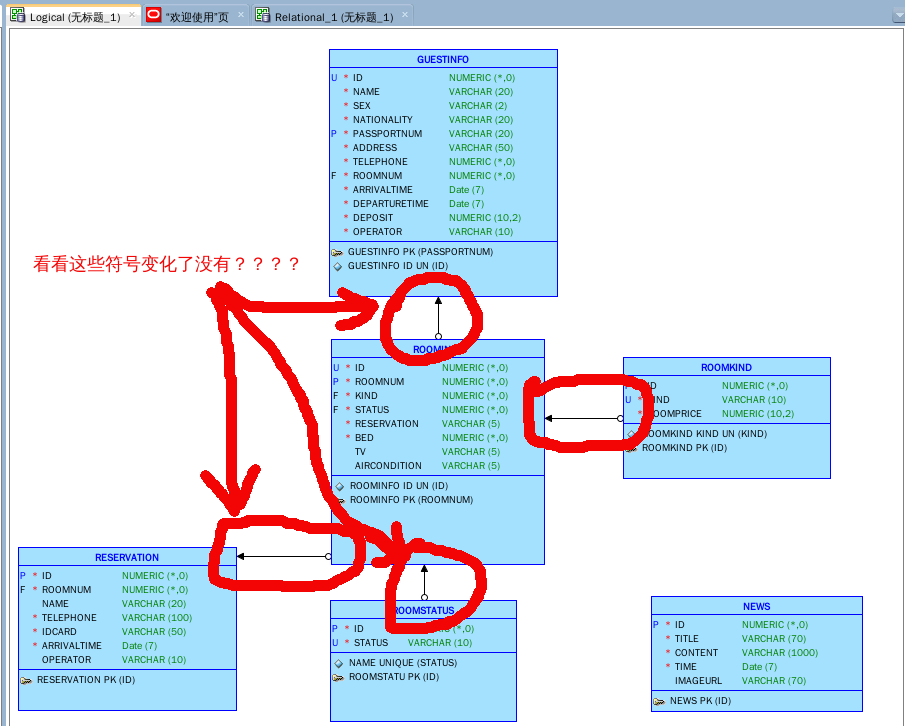 Logical (无标题_1)
"欢迎使用"页
Relational_1 (无标题_1)
GUESTINFO
U * ID NUMERIC (*,0)
* NAME VARCHAR (20)
* SEX VARCHAR (2)
* NATIONALITY VARCHAR (20)
P * PASSPORTNUM VARCHAR (20)
* ADDRESS VARCHAR (50)
* TELEPHONE NUMERIC (*,0)
F * ROOMNUM NUMERIC (*,0)
* ARRIVALTIME Date (7)
* DEPARTURETIME Date (7)
* DEPOSIT NUMERIC (10,2)
* OPERATOR VARCHAR (10)
GUESTINFO PK (PASSPORTNUM)
GUESTINFO ID UN (ID)
看看这些符号变化了没有？？？？
U * ID NUMERIC (*,0)
P * ROOMNUM NUMERIC (*,0)
F * KIND NUMERIC (*,0)
F * STATUS NUMERIC (*,0)
* RESERVATION VARCHAR (5)
* BED NUMERIC (*,0)
TV VARCHAR (5)
AIRCONDITION VARCHAR (5)
ROOMINFO ID UN (ID)
ROOMINFO PK (ROOMNUM)
ROOMKIND
ID NUMERIC (*,0)
U * KIND VARCHAR (10)
* ROOMPRICE NUMERIC (10,2)
ROOMKIND KIND UN (KIND)
ROOMKIND PK (ID)
RESERVATION
P * ID NUMERIC (*,0)
F * ROOMNUM NUMERIC (*,0)
NAME VARCHAR (20)
* TELEPHONE VARCHAR (100)
* IDCARD VARCHAR (50)
* ARRIVALTIME Date (7)
OPERATOR VARCHAR (10)
RESERVATION PK (ID)
ROOMSTATUS
P * ID (*,0)
U * STATUS VARCHAR (10)
NAME UNIQUE (STATUS)
ROOMSTATU PK (ID)
NEWS
P * ID NUMERIC (*,0)
* TITLE VARCHAR (70)
* CONTENT VARCHAR (1000)
* TIME Date (7)
IMAGEURL VARCHAR (70)
NEWS PK (ID)